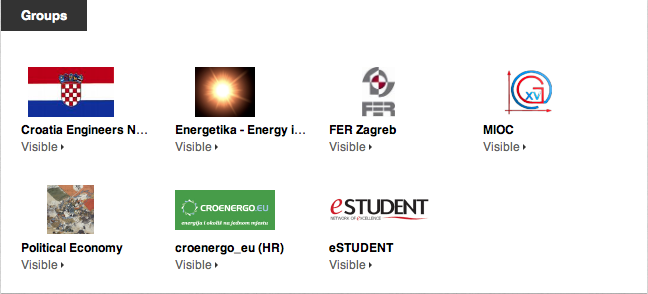 Groups
FER
XV G
Croatia Engineers N...
Energetika - Energy i...
FER Zagreb
MIOC
Visible
Visible
Visible
Visible
CROENERGO.EU
energija i okoliš na jednom mjestu
eSTUDENT
NETWORK OF EXCELLENCE
Political Economy
croenergo_eu (HR)
eSTUDENT
Visible
Visible
Visible